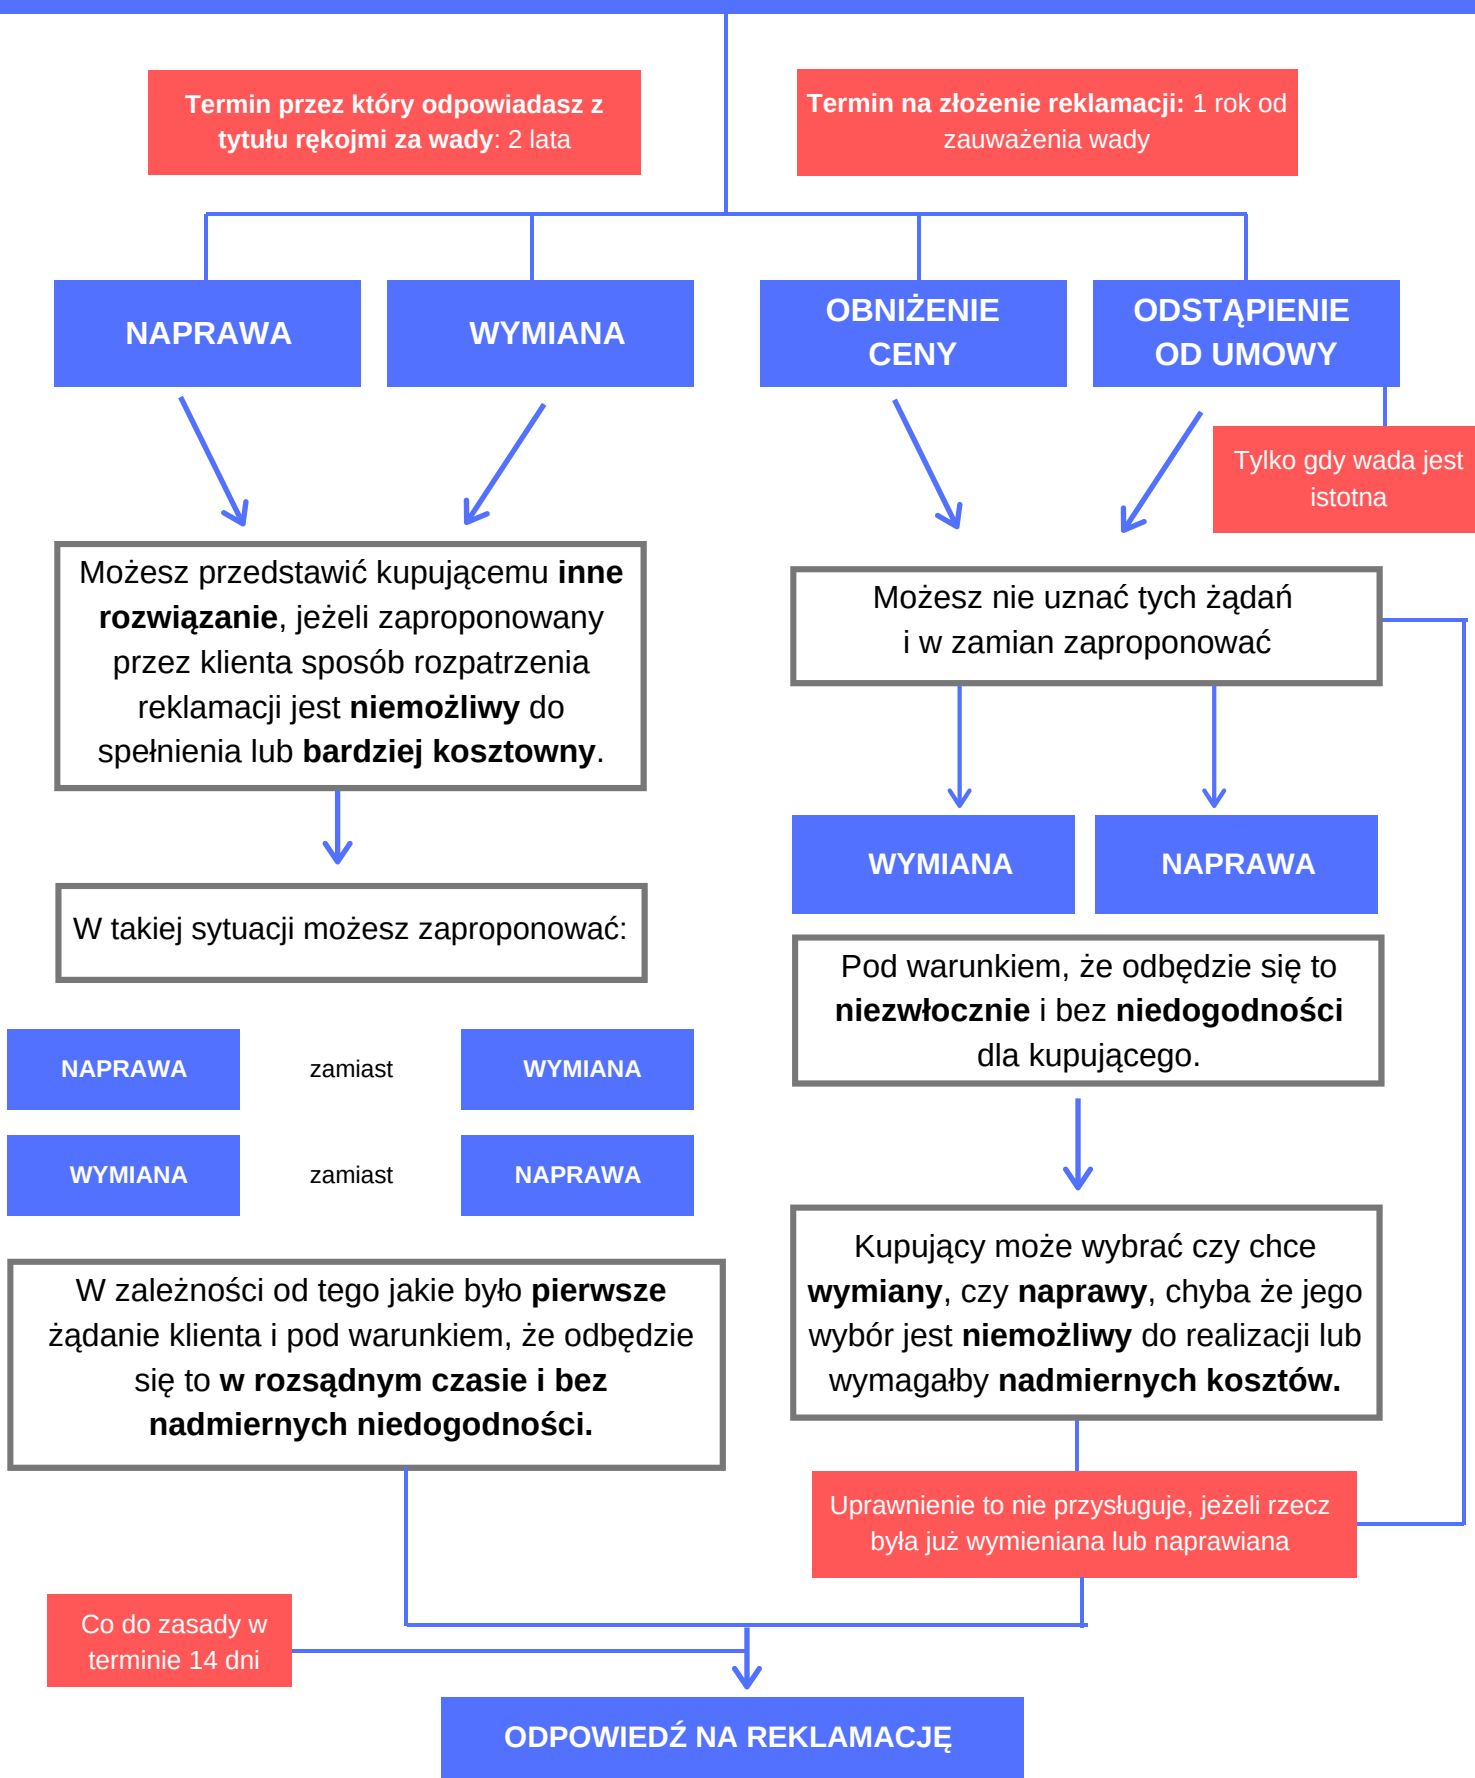 Termin przez który odpowiadasz z
tytułu rękojmi za wady: 2 lata
Termin na złożenie reklamacji: 1 rok od
zauważenia wady
NAPRAWA
WYMIANA
OBNIŻENIE
CENY
ODSTĄPIENIE
OD UMOWY
Tylko gdy wada jest
istotna
Możesz przedstawić kupującemu inne
rozwiązanie, jeżeli zaproponowany
przez klienta sposób rozpatrzenia
reklamacji jest niemożliwy do
spełnienia lub bardziej kosztowny.
W takiej sytuacji możesz zaproponować:
NAPRAWA zamiast WYMIANA
WYMIANA zamiast NAPRAWA
W zależności od tego jakie było pierwsze
żądanie klienta i pod warunkiem, że odbędzie
się to w rozsądnym czasie i bez
nadmiernych niedogodności.
Możesz nie uznać tych żądań
i w zamian zaproponować
WYMIANA
NAPRAWA
Pod warunkiem, że odbędzie się to
niezwłocznie i bez niedogodności
dla kupującego.
Kupujący może wybrać czy chce
wymiany, czy naprawy, chyba że jego
wybór jest niemożliwy do realizacji lub
wymagałby nadmiernych kosztów.
Uprawnienie to nie przysługuje, jeżeli rzecz
była już wymieniana lub naprawiana
Co do zasady w
terminie 14 dni
ODPOWIEDŹ NA REKLAMACJĘ